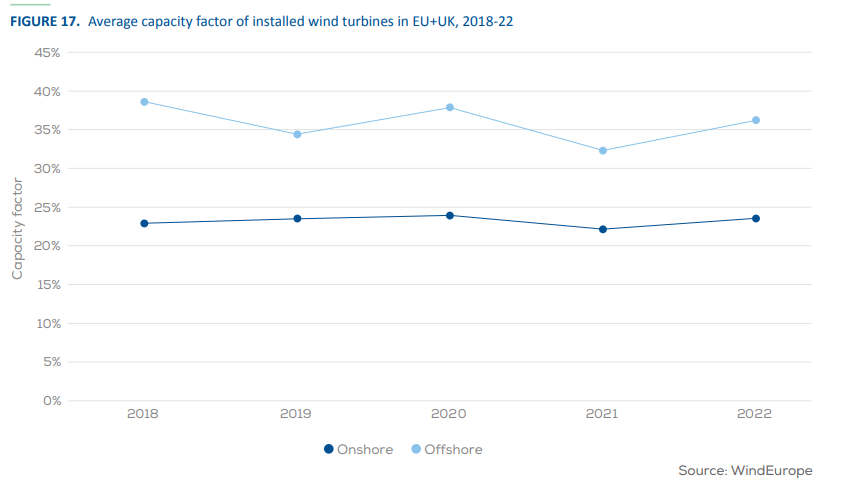 FIGURE 17. Average capacity factor of installed wind turbines in EU+UK, 2018-22
45%
40%
35%
30%
25%
20%
15%
10%
5%
0%
Capacity factor
2018 2019 2020 2021 2022
Onshore Offshore
Source: WindEurope